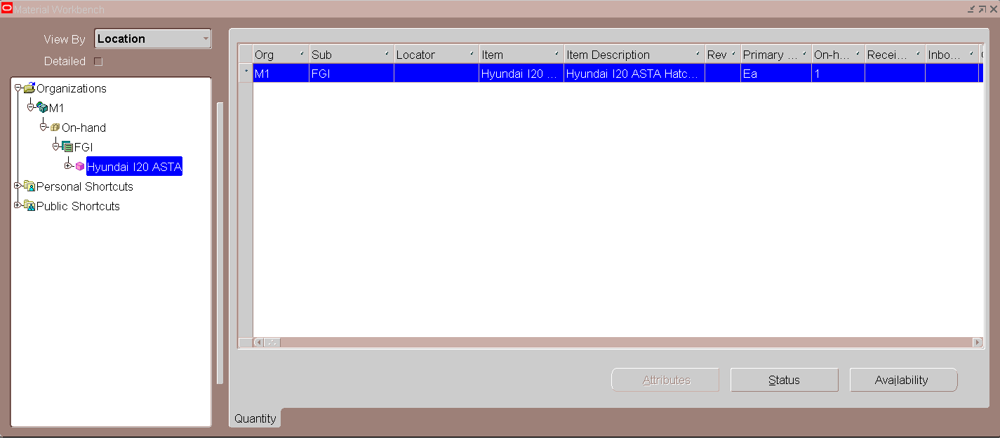 Material Workbench
View By Location
Detailed
Organizations
M1
On-hand
FGI
Hyundai I20 ASTA
Personal Shortcuts
Public Shortcuts
Org Sub Locator Item Item Description Rev Primary ... On-h... Recei... Inbo...
M1 FGI Hyundai I20 ... Hyundai I20 ASTA Hatc... Ea 1
Attributes Status Availability
Quantity